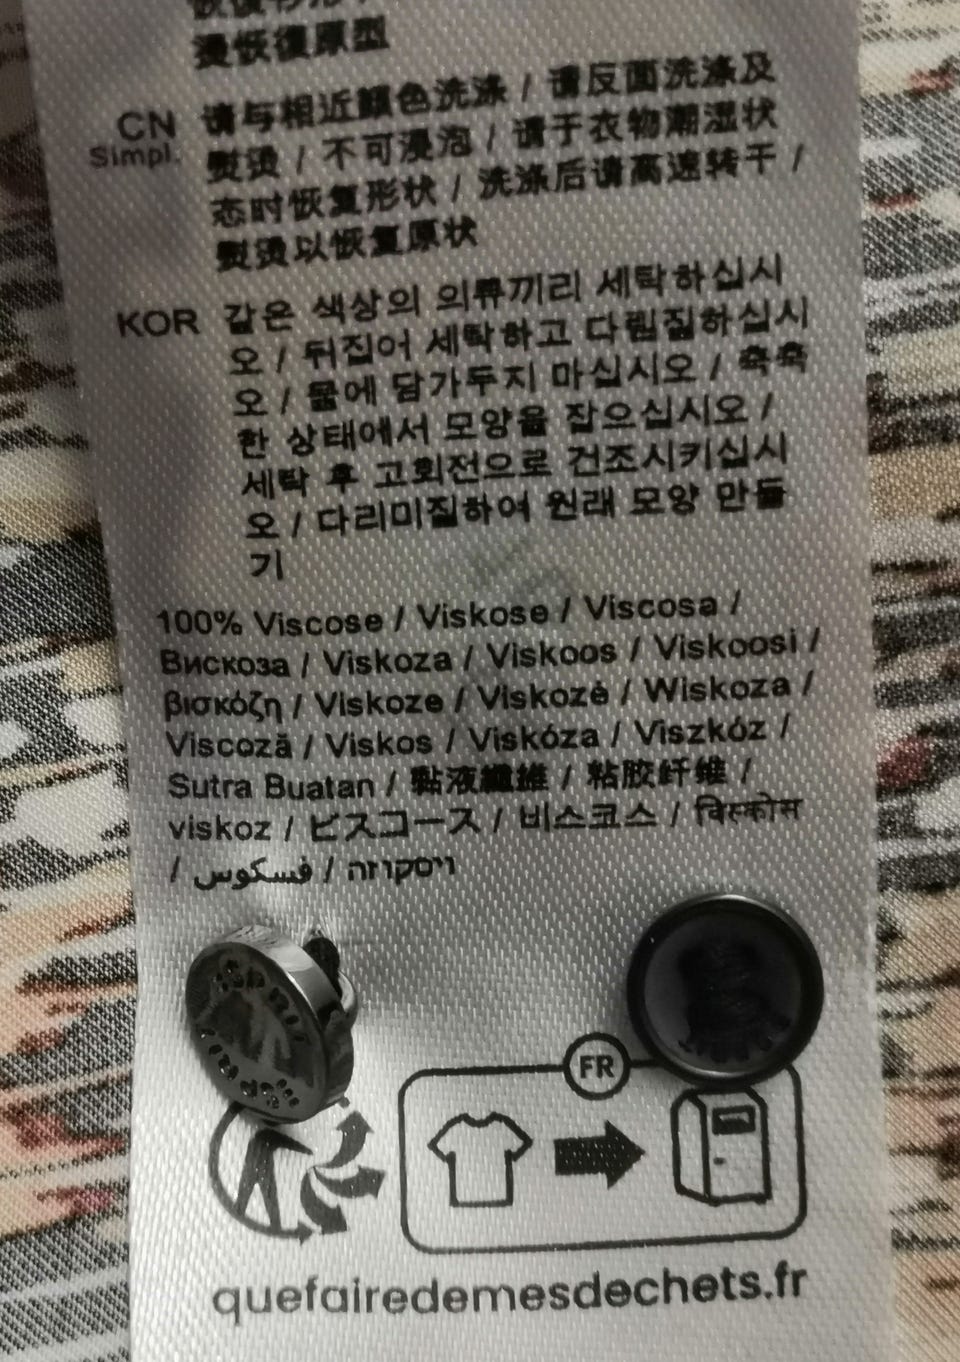 燙恢復原型
CN 请与相近顔色洗涤 / 请反面洗涤及
Simpl. 熨烫 / 不可浸泡 / 请于衣物潮湿状
态时恢复形状 / 洗涤后请高速转干 /
熨烫以恢复原状
KOR 같은 색상의 의류끼리 세탁하십시
오 / 뒤집어 세탁하고 다림질하십시
오 / 물에 담가두지 마십시오 / 축축
한 상태에서 모양을 잡으십시오 /
세탁 후 고회전으로 건조시키십시
오 / 다리미질하여 원래 모양 만들
기
100% Viscose / Viskose / Viscosa /
Вискоза / Viskoza / Viskoos / Viskoosi /
βισκόζη / Viskoze / Viskozė / Wiskoza /
Viscoză / Viskos / Viskóza / Viszkóz /
Sutra Buatan / 黏液纖維 / 粘胶纤维 /
viskoz / ビスコース / 비스코스 / विस्कोस
/ فسكوس / ויסקוזה
FR
quefairedemesdechets.fr